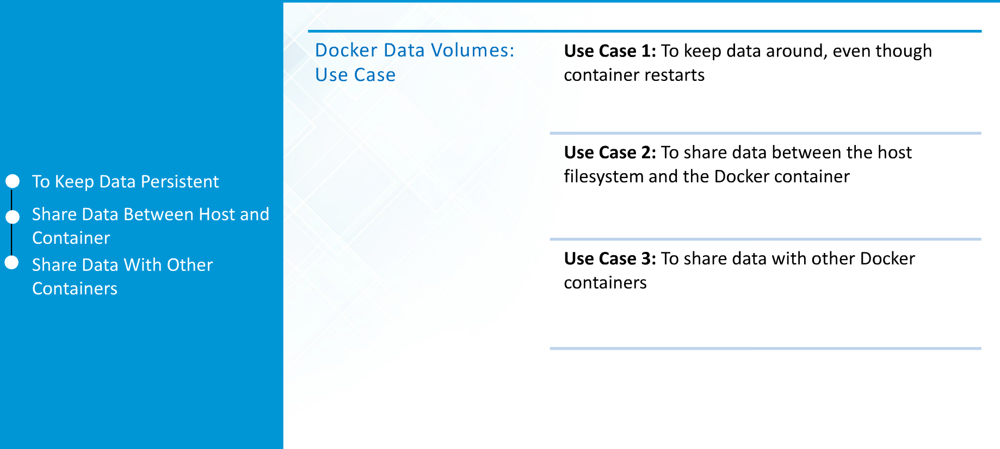 To Keep Data Persistent
Share Data Between Host and
Container
Share Data With Other
Containers
Docker Data Volumes:
Use Case
Use Case 1: To keep data around, even though
container restarts
Use Case 2: To share data between the host
filesystem and the Docker container
Use Case 3: To share data with other Docker
containers